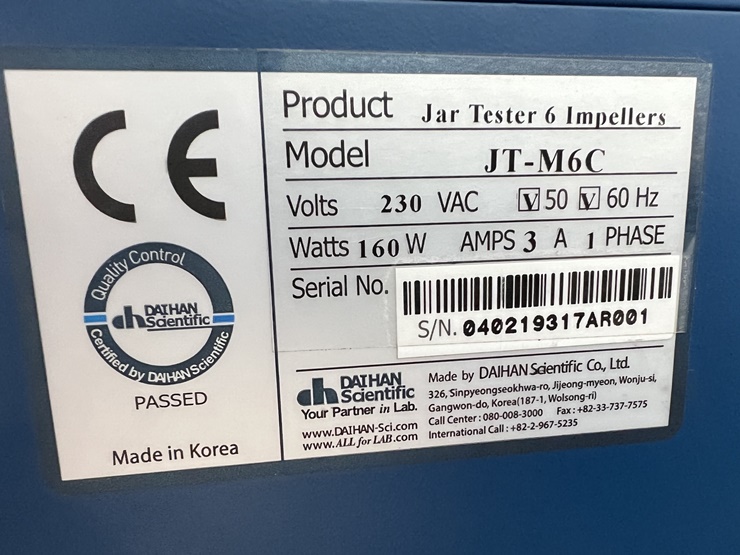 CE
Quality Control
DAIHAN
Scientific
Certified by DAIHAN Scientific
PASSED
Made in Korea
Product Jar Tester 6 Impellers
Model JT-M6C
Volts 230 VAC V 50 V 60 Hz
Watts 160 W AMPS 3 A 1 PHASE
Serial No.
S/N. 040219317AR001
DAIHAN
Scientific
Your Partner in Lab.
www.DAIHAN-Sci.com
www.ALL for LAB.com
Made by DAIHAN Scientific Co., Ltd.
326, Sinpyeongseokhwa-ro, Jijeong-myeon, Wonju-si,
Gangwon-do, Korea(187-1, Wolsong-ri)
Call Center : 080-008-3000 Fax : +82-33-737-7575
International Call : +82-2-967-5235